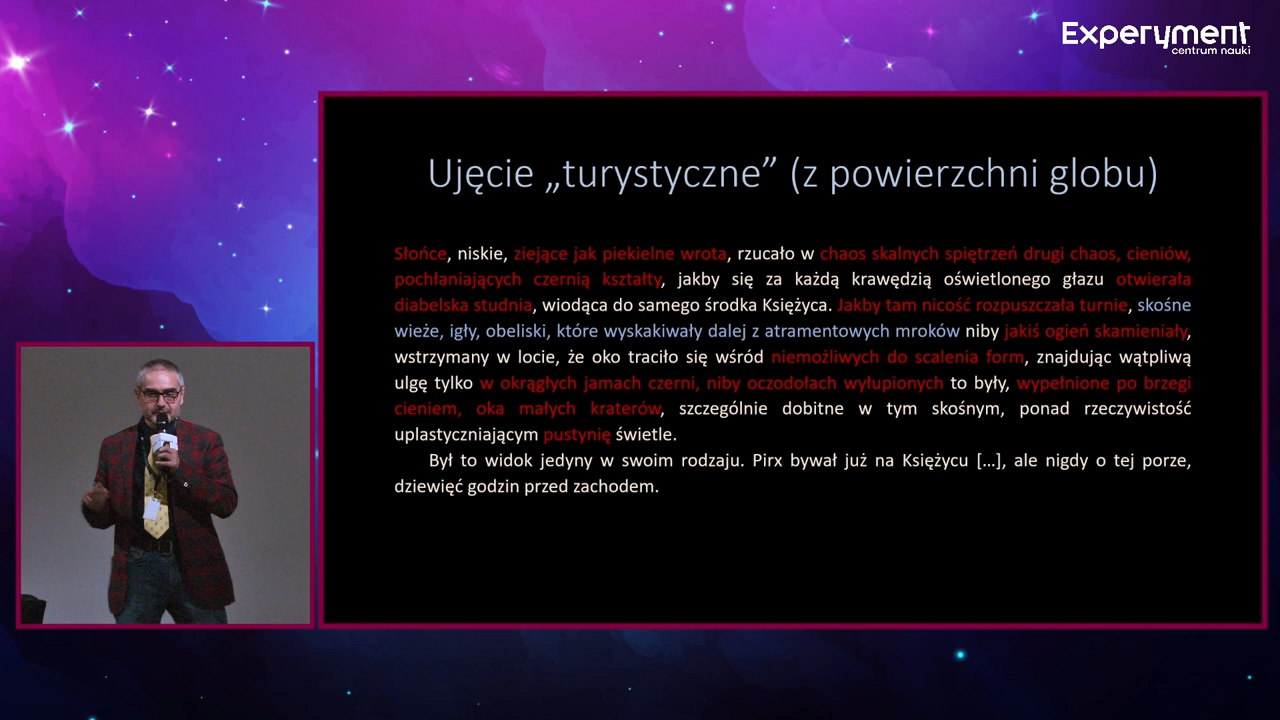 Experyment
centrum nauki
Ujęcie „turystyczne” (z powierzchni globu)
Słońce, niskie, ziejące jak piekielne wrota, rzucało w chaos skalnych spiętrzeń drugi chaos, cieniów,
pochłaniających czernią kształty, jakby się za każdą krawędzią oświetlonego głazu otwierała
diabelska studnia, wiodąca do samego środka Księżyca. Jakby tam nicość rozpuszczała turnie, skośne
wieże, igły, obeliski, które wyskakiwały dalej z atramentowych mroków niby jakiś ogień skamieniały,
wstrzymany w locie, że oko traciło się wśród niemożliwych do scalenia form, znajdując wątpliwą
ulgę tylko w okrągłych jamach czerni, niby oczodołach wyłupionych to były, wypełnione po brzegi
cieniem, oka małych kraterów, szczególnie dobitne w tym skośnym, ponad rzeczywistość
uplastyczniającym pustynię świetle.
Był to widok jedyny w swoim rodzaju. Pirx bywał już na Księżycu […], ale nigdy o tej porze,
dziewięć godzin przed zachodem.